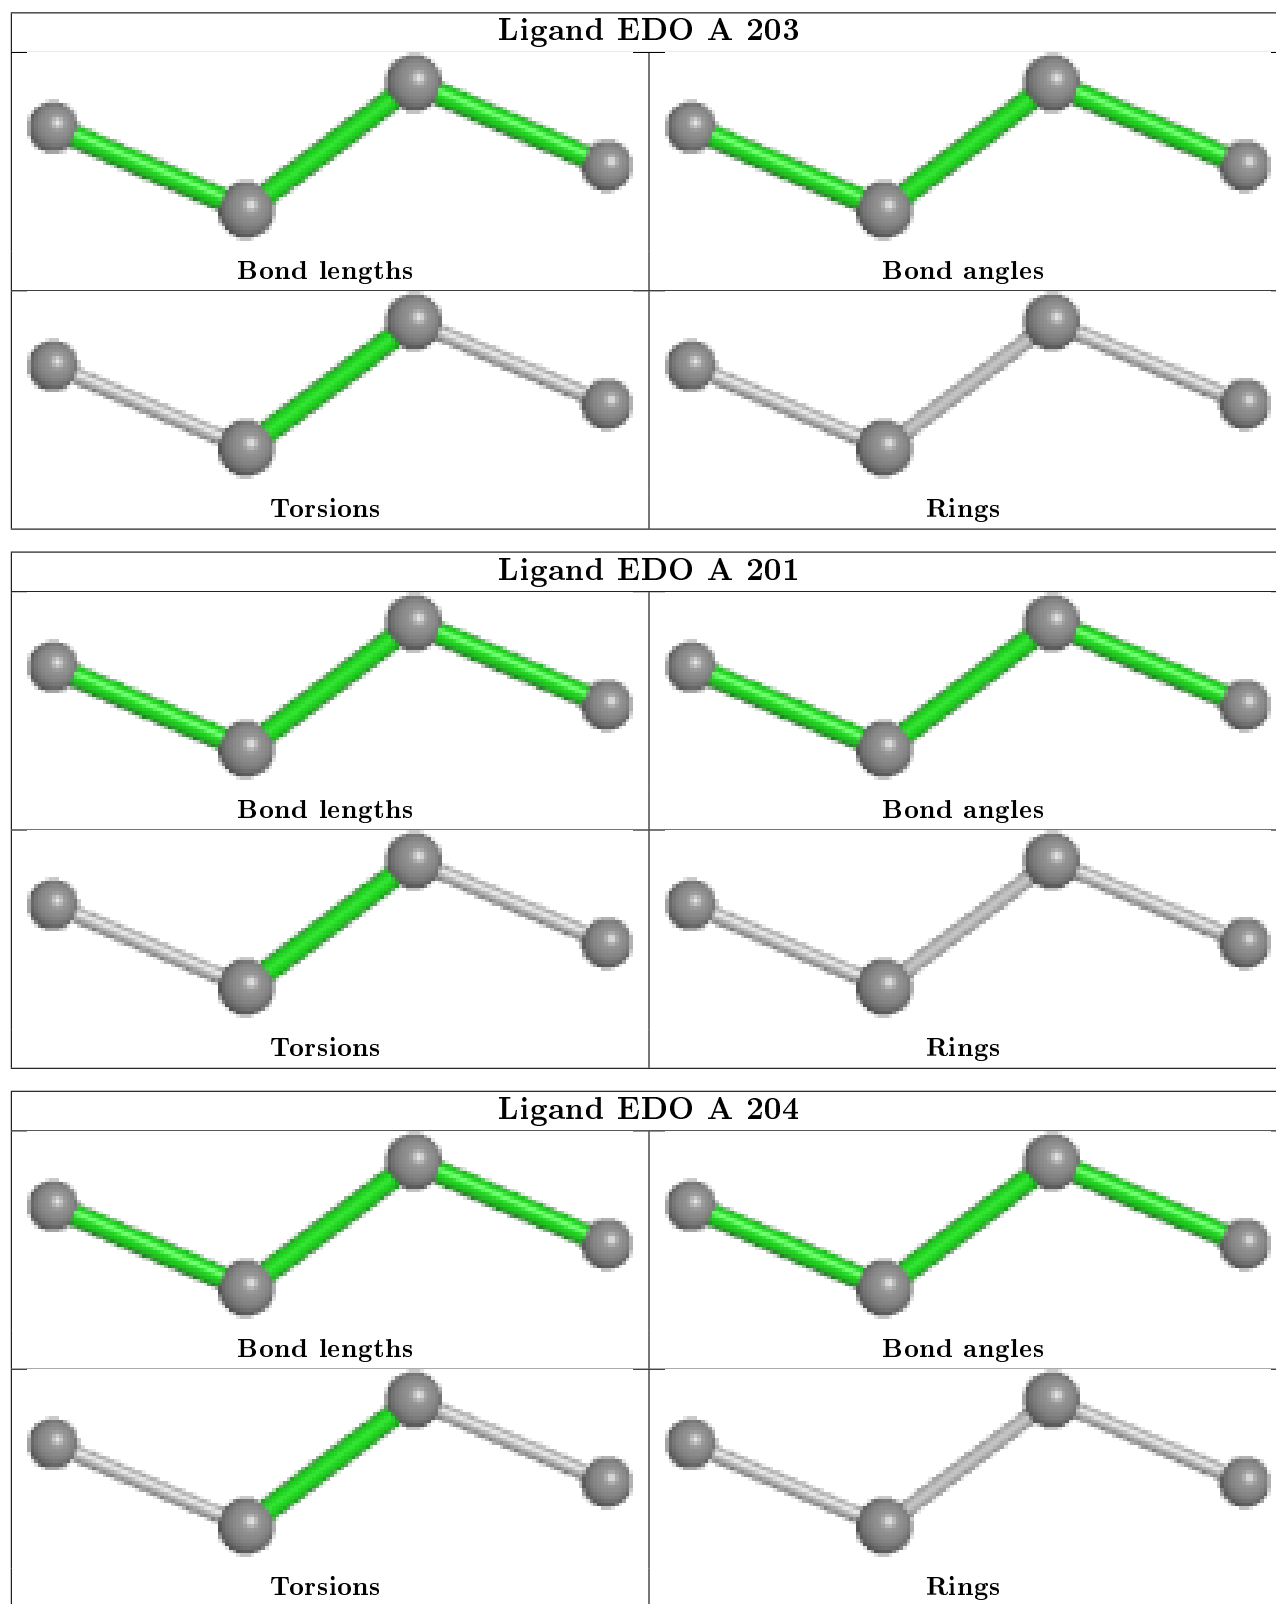 Ligand EDO A 203
Bond lengths
Bond angles
Torsions
Rings
Ligand EDO A 201
Bond lengths
Bond angles
Torsions
Rings
Ligand EDO A 204
Bond lengths
Bond angles
Torsions
Rings